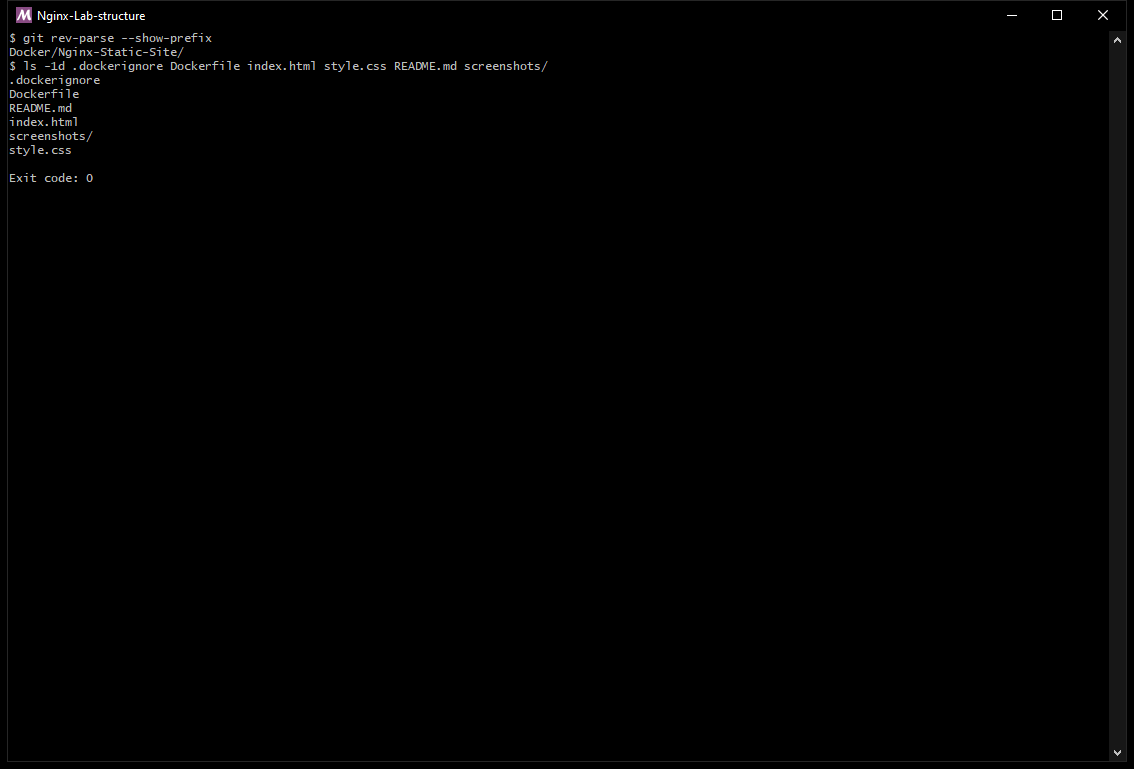 Nginx-Lab-structure
$ git rev-parse --show-prefix
Docker/Nginx-Static-Site/
$ ls -1d .dockerignore Dockerfile index.html style.css README.md screenshots/
.dockerignore
Dockerfile
README.md
index.html
screenshots/
style.css
Exit code: 0